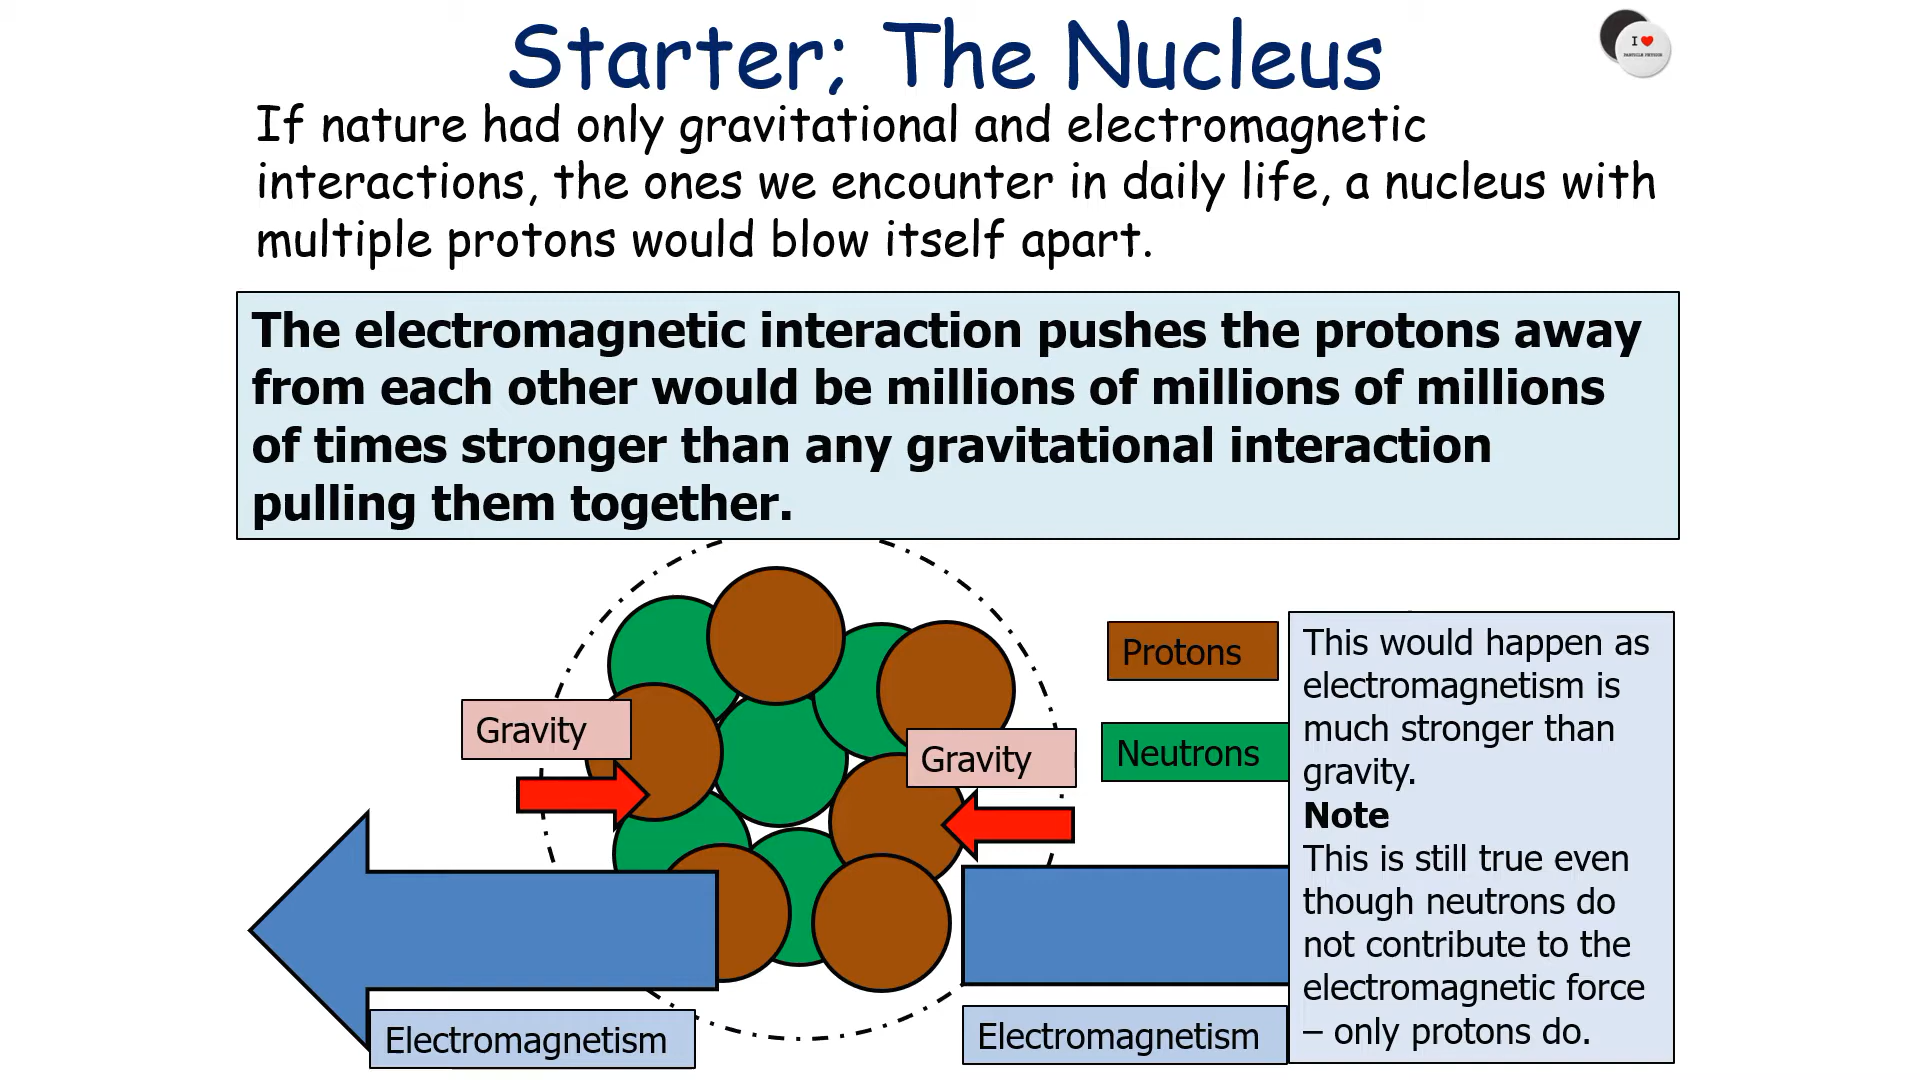 Starter; The Nucleus
I ❤
PARTICLE PHYSICS
If nature had only gravitational and electromagnetic
interactions, the ones we encounter in daily life, a nucleus with
multiple protons would blow itself apart.
The electromagnetic interaction pushes the protons away
from each other would be millions of millions of millions
of times stronger than any gravitational interaction
pulling them together.
Gravity
Gravity
Protons
Neutrons
Electromagnetism
Electromagnetism
This would happen as
electromagnetism is
much stronger than
gravity.
Note
This is still true even
though neutrons do
not contribute to the
electromagnetic force
– only protons do.